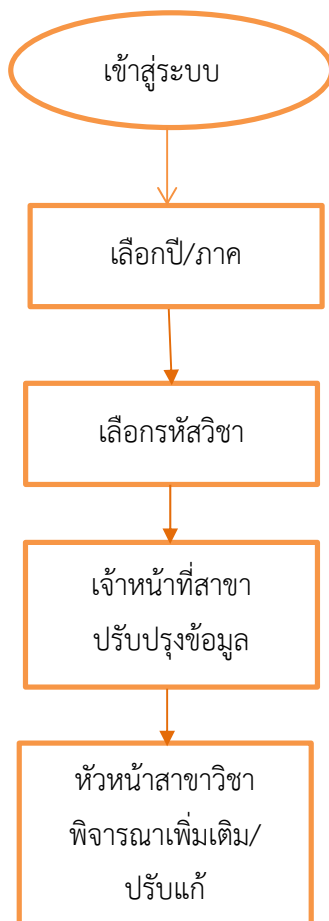 เข้าสู่ระบบ
เลือกปี/ภาค
เลือกรหัสวิชา
เจ้าหน้าที่สาขา
ปรับปรุงข้อมูล
หัวหน้าสาขาวิชา
พิจารณาเพิ่มเติม/
ปรับแก้